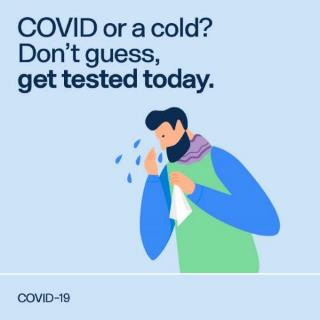 COVID or a cold?
Don’t guess,
get tested today.
COVID-19